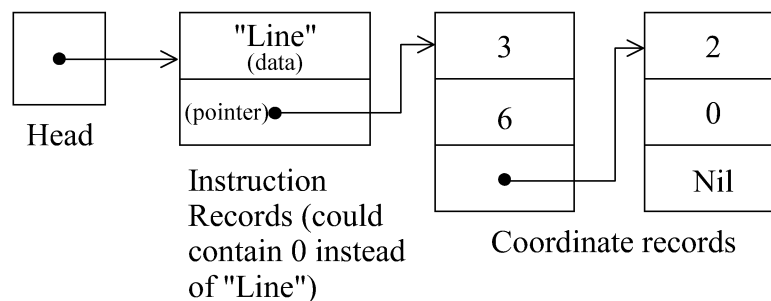 "Line"
(data)
(pointer)
3
6
2
0
Nil
Head
Instruction
Records (could
contain 0 instead
of "Line")
Coordinate records